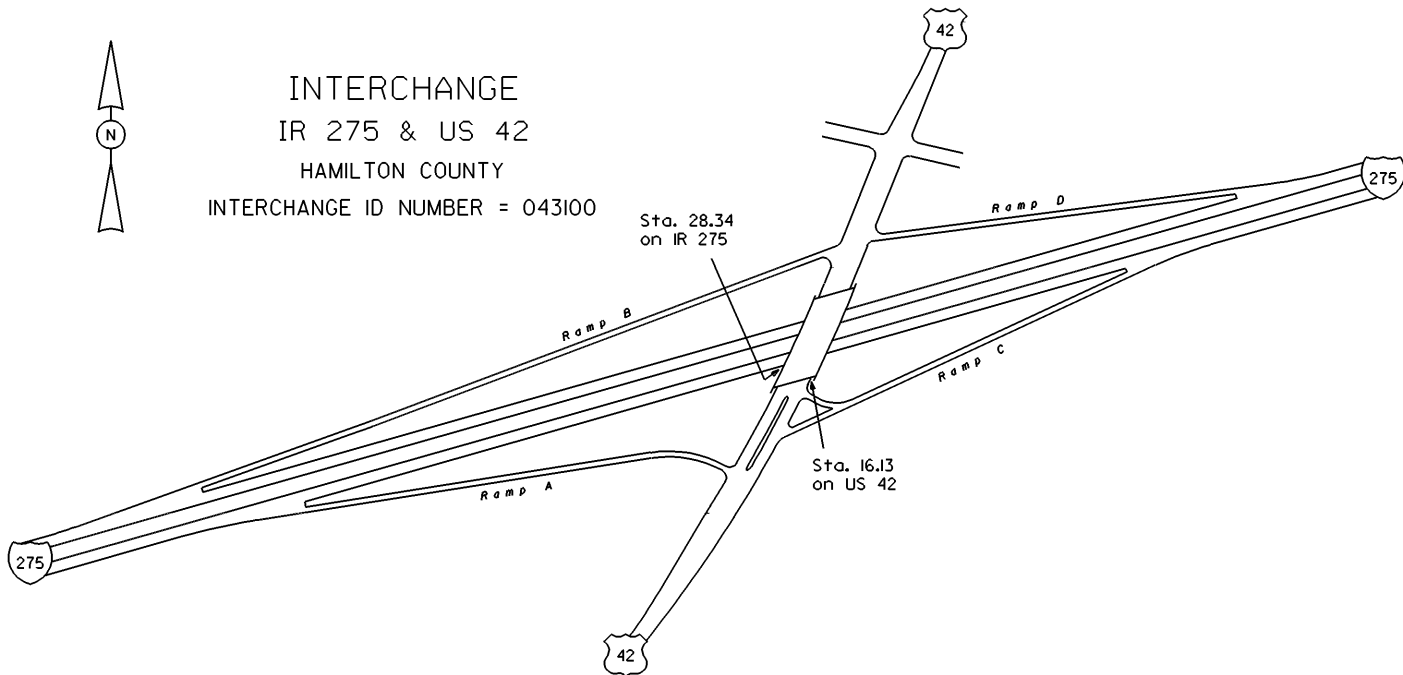 42
N
INTERCHANGE
IR 275 & US 42
HAMILTON COUNTY
INTERCHANGE ID NUMBER = 043100
275
Ramp D
Sta. 28.34
on IR 275
Ramp B
Ramp C
Sta. 16.13
on US 42
Ramp A
275
42